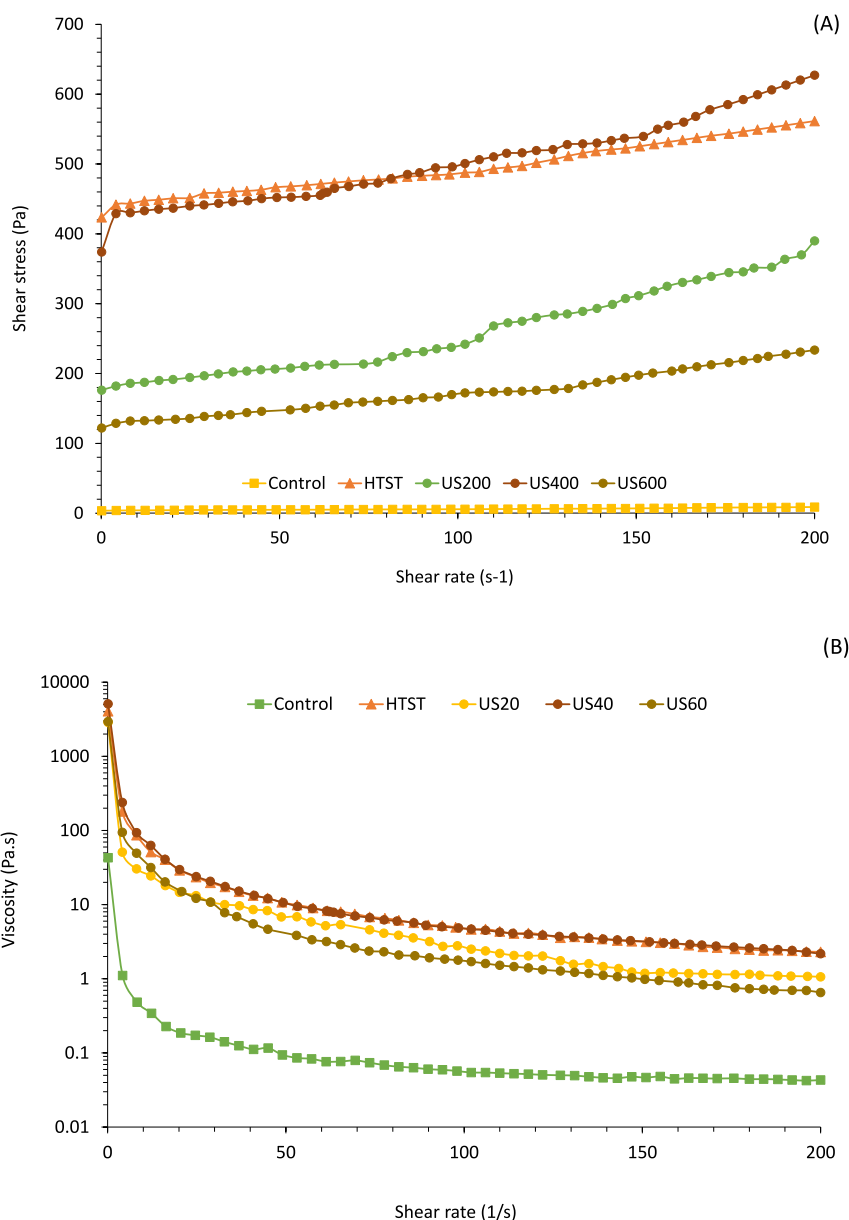 (A)
700
600
500
400
300
200
100
0
Shear stress (Pa)
Control HTST US200 US400 US600
0 50 100 150 200
Shear rate (s-1)
(B)
10000
1000
100
10
1
0.1
0.01
Viscosity (Pa.s)
Control HTST US20 US40 US60
0 50 100 150 200
Shear rate (1/s)